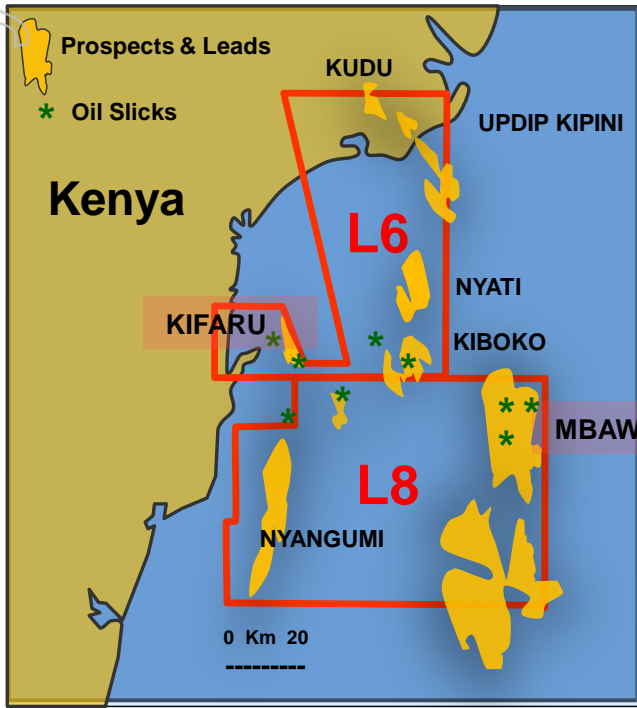 Prospects & Leads
* Oil Slicks
KUDU
UPDIP KIPINI
Kenya
L6
NYATI
KIFARU
KIBOKO
MBAW
L8
NYANGUMI
0 Km 20